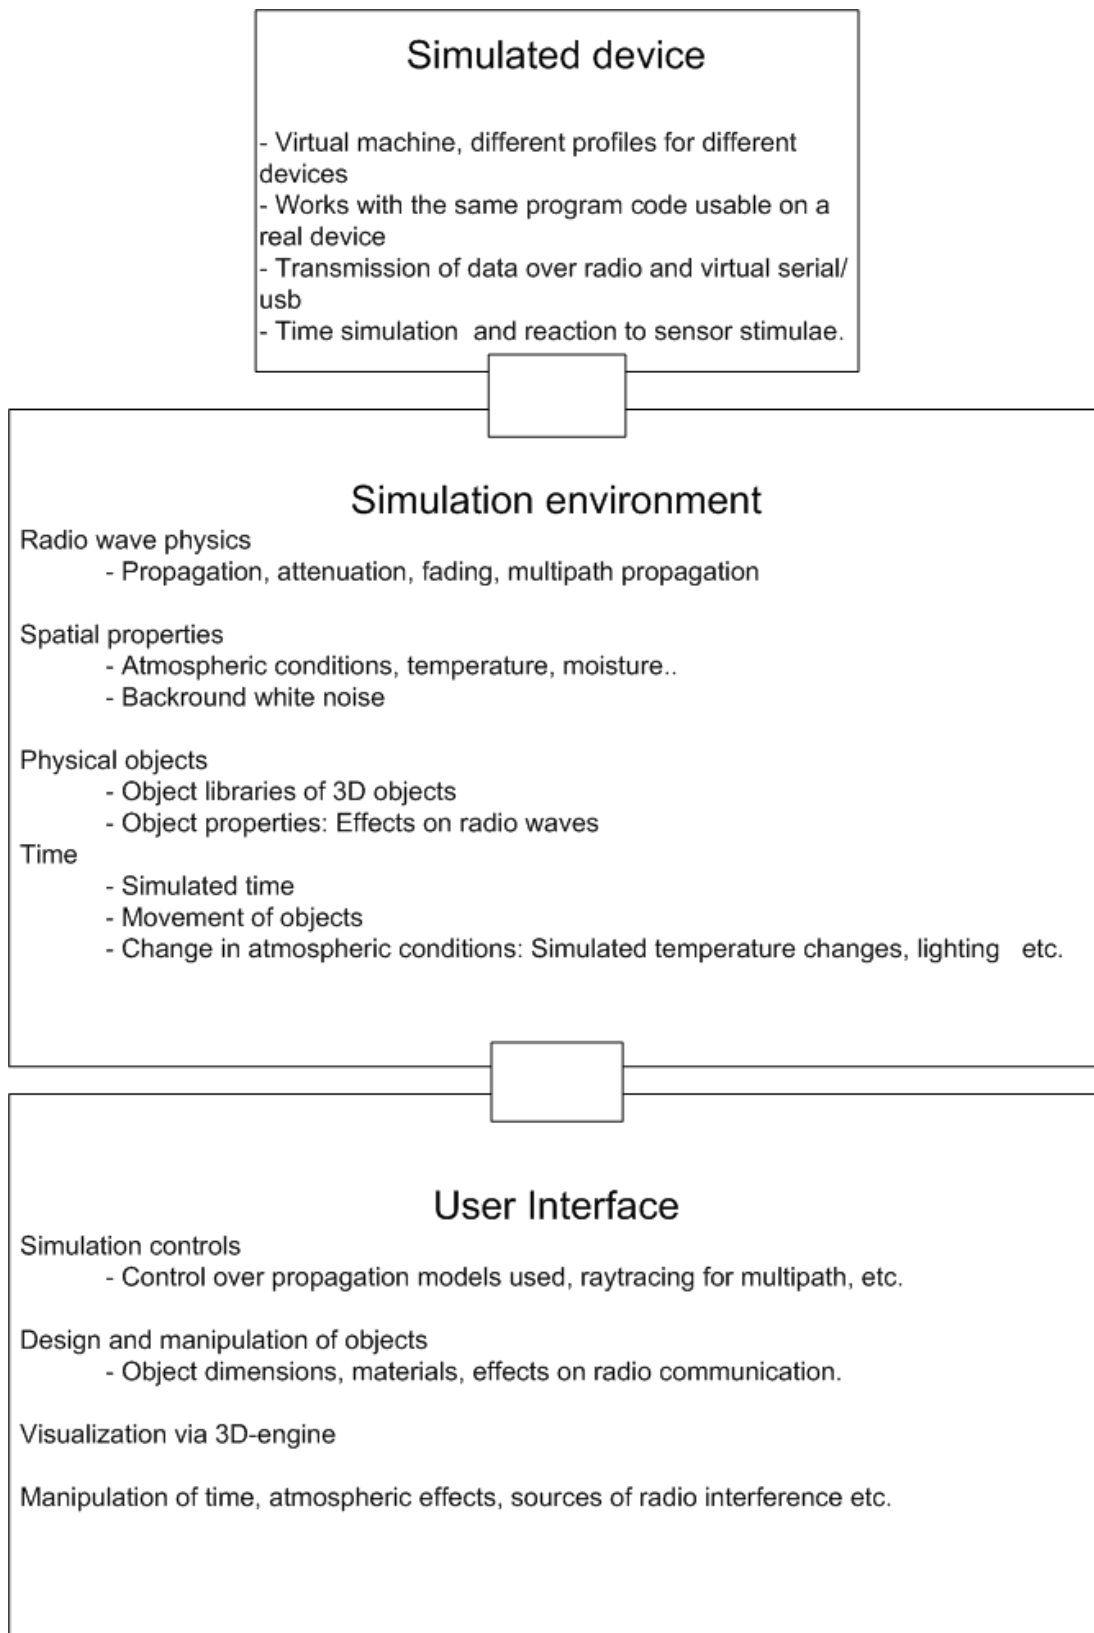 Simulated device
- Virtual machine, different profiles for different
devices
- Works with the same program code usable on a
real device
- Transmission of data over radio and virtual serial/
usb
- Time simulation  and reaction to sensor stimulae.
Simulation environment
Radio wave physics
- Propagation, attenuation, fading, multipath propagation
Spatial properties
- Atmospheric conditions, temperature, moisture..
- Backround white noise
Physical objects
- Object libraries of 3D objects
- Object properties: Effects on radio waves
Time
- Simulated time
- Movement of objects
- Change in atmospheric conditions: Simulated temperature changes, lighting   etc.
User Interface
Simulation controls
- Control over propagation models used, raytracing for multipath, etc.
Design and manipulation of objects
- Object dimensions, materials, effects on radio communication.
Visualization via 3D-engine
Manipulation of time, atmospheric effects, sources of radio interference etc.